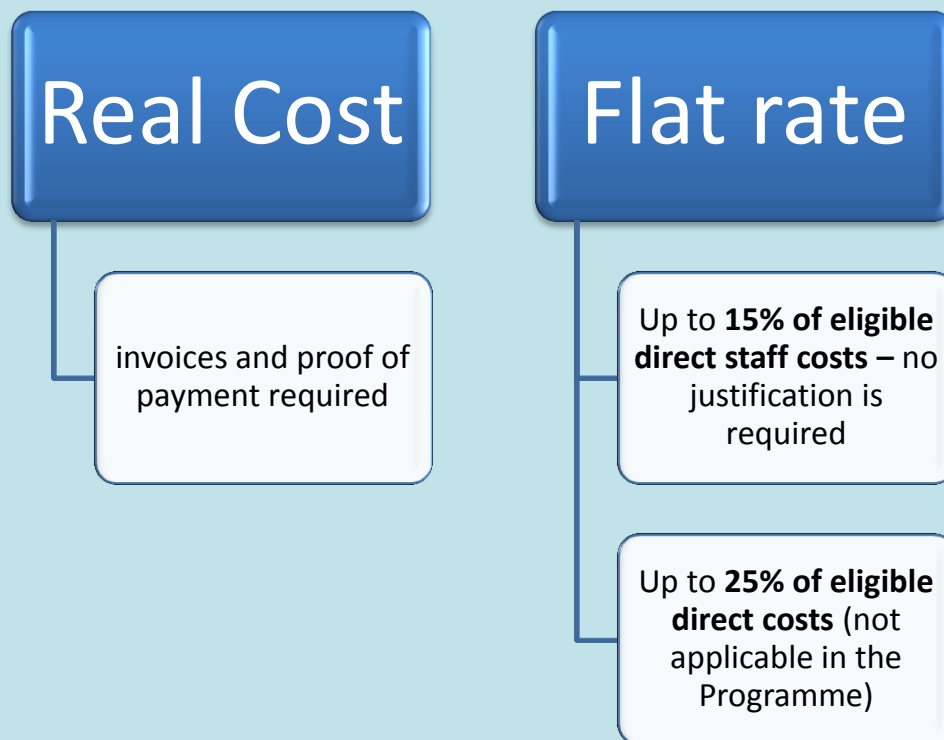 Real Cost
invoices and proof of
payment required
Flat rate
Up to 15% of eligible
direct staff costs – no
justification is
required
Up to 25% of eligible
direct costs (not
applicable in the
Programme)